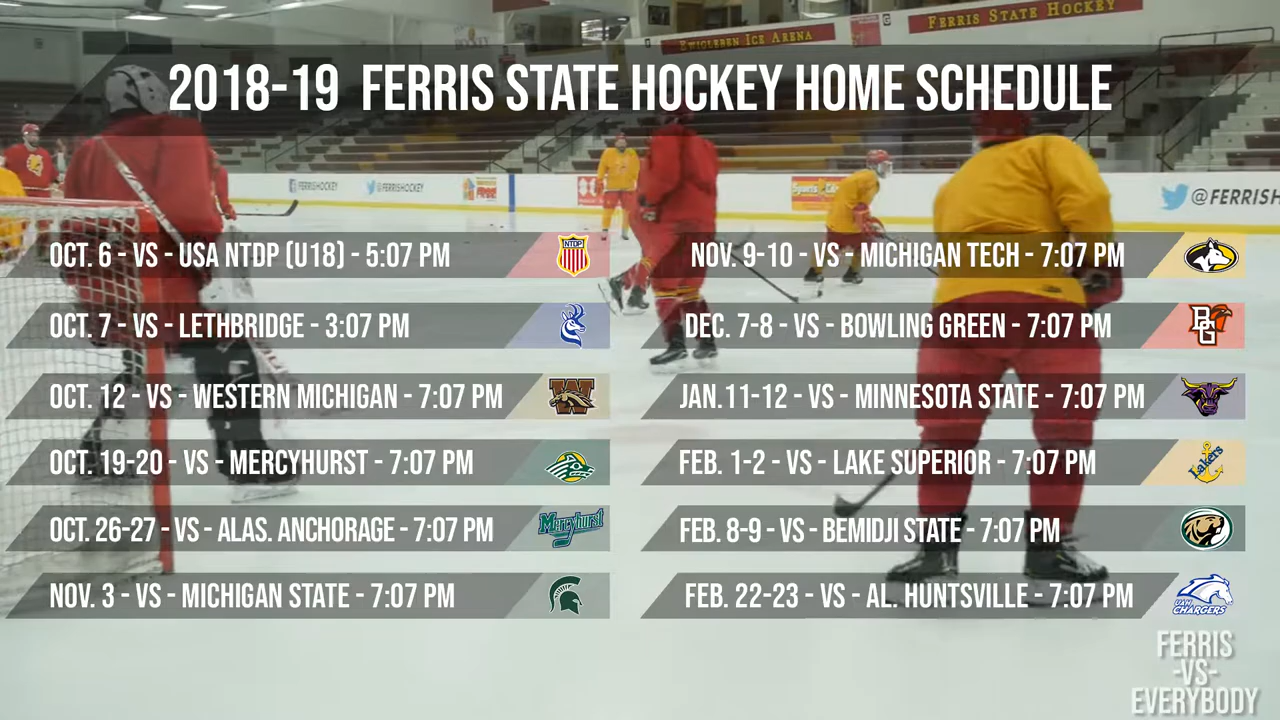 Zwigleben Ice Arena
Ferris State Hockey
2018-19 FERRIS STATE HOCKEY HOME SCHEDULE
FERRISHOCKEY
@FERRISHOCKEY
@FERRISH
OCT. 6 - VS - USA NTDP (U18) - 5:07 PM
NTDP
OCT. 7 - VS - LETHBRIDGE - 3:07 PM
OCT. 12 - VS - WESTERN MICHIGAN - 7:07 PM
W
OCT. 19-20 - VS - MERCYHURST - 7:07 PM
OCT. 26-27 - VS - ALAS. ANCHORAGE - 7:07 PM
Mercyhurst
NOV. 3 - VS - MICHIGAN STATE - 7:07 PM
NOV. 9-10 - VS - MICHIGAN TECH - 7:07 PM
DEC. 7-8 - VS - BOWLING GREEN - 7:07 PM
BG
JAN.11-12 - VS - MINNESOTA STATE - 7:07 PM
FEB. 1-2 - VS - LAKE SUPERIOR - 7:07 PM
Lakers
FEB. 8-9 - VS - BEMIDJI STATE - 7:07 PM
FEB. 22-23 - VS - AL. HUNTSVILLE - 7:07 PM
UAH
CHARGERS
FERRIS
-VS-
EVERYBODY